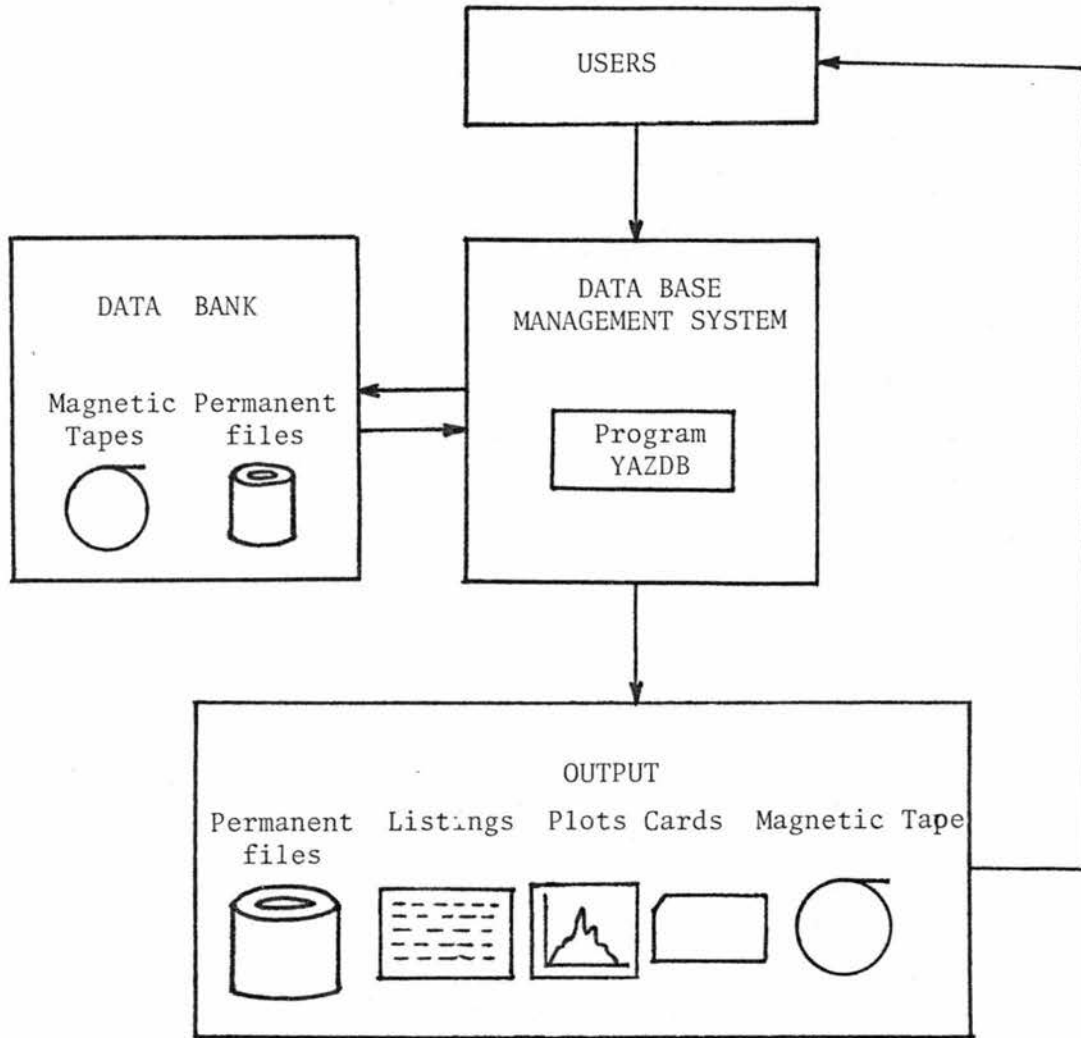 USERS
DATA BANK
Magnetic Tapes
Permanent files
DATA BASE
MANAGEMENT SYSTEM
Program
YAZDB
OUTPUT
Permanent files
Listings
Plots
Cards
Magnetic Tape